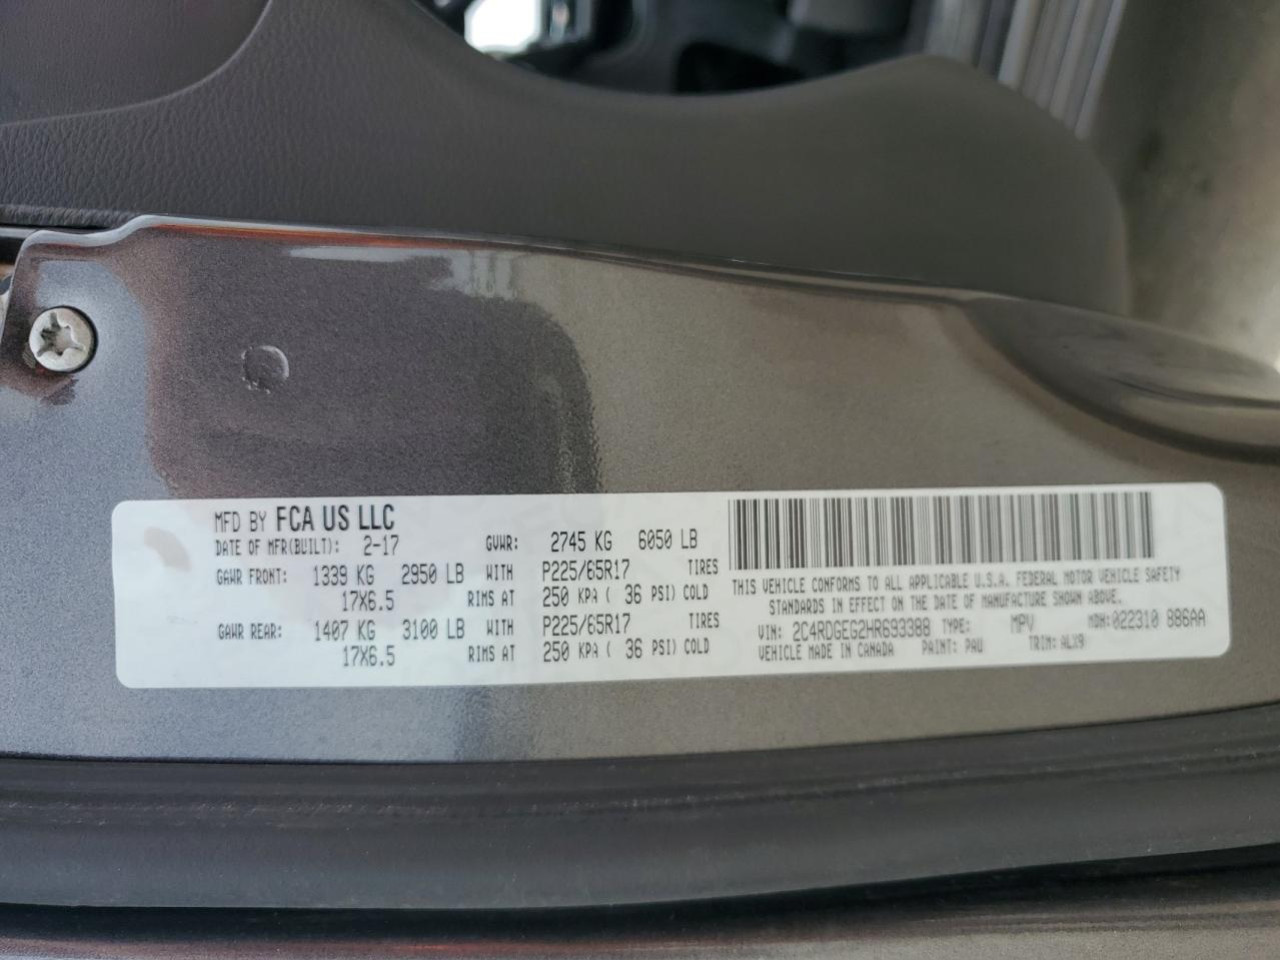 MFD BY FCA US LLC
DATE OF MFR(BUILT): 2-17 GVWR: 2745 KG 6050 LB
GAWR FRONT: 1339 KG 2950 LB WITH P225/65R17 TIRES
17X6.5 RIMS AT 250 KPA ( 36 PSI) COLD
GAWR REAR: 1407 KG 3100 LB WITH P225/65R17 TIRES
17X6.5 RIMS AT 250 KPA ( 36 PSI) COLD
THIS VEHICLE CONFORMS TO ALL APPLICABLE U.S.A. FEDERAL MOTOR VEHICLE SAFETY
STANDARDS IN EFFECT ON THE DATE OF MANUFACTURE SHOWN ABOVE.
VIN: 2C4RDGEG2HR693388 TYPE: MPV MDH: 022310 886AA
VEHICLE MADE IN CANADA PAINT: PAU TRIM: ALX9